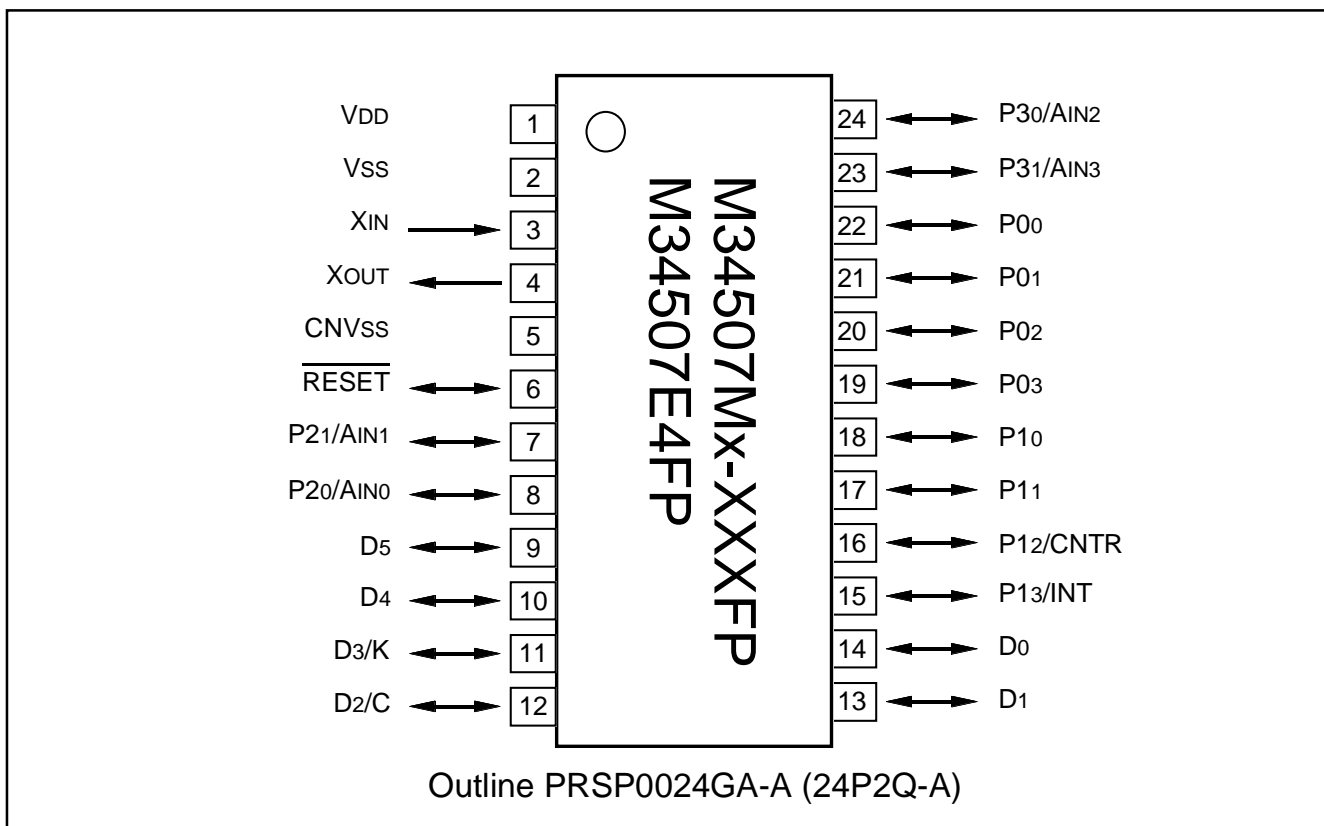 VDD 1
VSS 2
XIN 3
XOUT 4
CNVSS 5
RESET 6
P21/AIN1 7
P20/AIN0 8
D5 9
D4 10
D3/K 11
D2/C 12
M34507Mx-XXXFP
M34507E4FP
24 P30/AIN2
23 P31/AIN3
22 P00
21 P01
20 P02
19 P03
18 P10
17 P11
16 P12/CNTR
15 P13/INT
14 D0
13 D1
Outline PRSP0024GA-A (24P2Q-A)